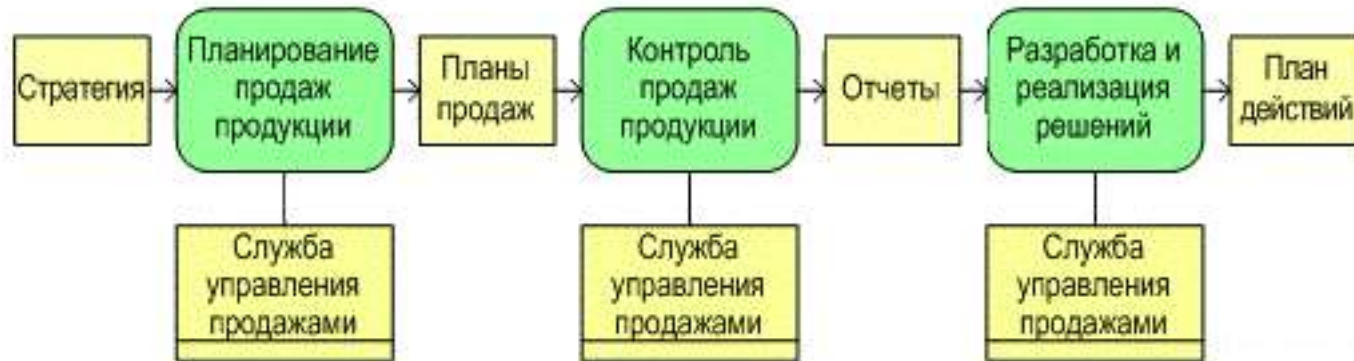 Стратегия
Планирование
продаж
продукции
Планы
продаж
Контроль
продаж
продукции
Отчеты
Разработка и
реализация
решений
План
действий
Служба
управления
продажами
Служба
управления
продажами
Служба
управления
продажами